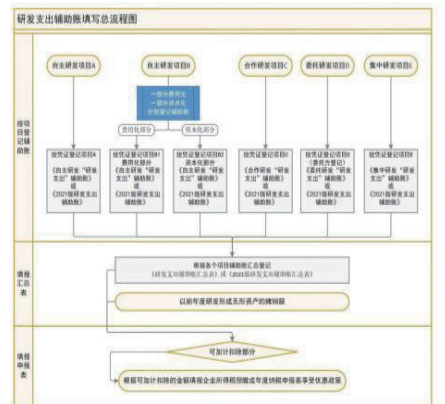 研发支出辅助账填写总流程图
按项目登记辅助账
自主研发项目A
自主研发项目B
合作研发项目C
委托研发项目D
集中研发项目E
一部分费用化
一部分资本化
分别登记辅助账
费用化部分
资本化部分
按凭证登记项目A
《自主研发“研发支出”辅助账》
或
《2021版研发支出辅助账》
按凭证登记项目B1
费用化部分
《自主研发“研发支出”辅助账》
或
《2021版研发支出辅助账》
按凭证登记项目B2
资本化部分
《自主研发“研发支出”辅助账》
或
《2021版研发支出辅助账》
按凭证登记项目C
《合作研发“研发支出”辅助账》
或
《2021版研发支出辅助账》
按凭证登记项目D
（委托方登记）
《委托研发“研发支出”辅助账》
或
《2021版研发支出辅助账》
按凭证登记项目E
《集中研发“研发支出”辅助账》
或
《2021版研发支出辅助账》
填报汇总表
根据各个项目辅助账汇总登记
《研发支出辅助账汇总表》或《2021版研发支出辅助账汇总表》
以前年度研发形成无形资产的摊销额
填报申报表
可加计扣除部分
根据可加计扣除的金额填报企业所得税预缴或年度纳税申报表享受优惠政策